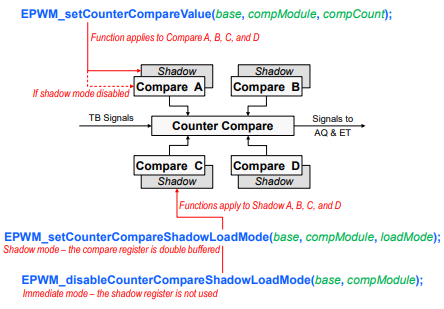 EPWM_setCounterCompareValue(base, compModule, compCount);
Function applies to Compare A, B, C, and D
Shadow
Shadow
Compare A
Compare B
If shadow mode disabled
TB Signals
Counter Compare
Signals to
AQ & ET
Compare C
Compare D
Shadow
Shadow
Functions apply to Shadow A, B, C, and D
EPWM_setCounterCompareShadowLoadMode(base, compModule, loadMode);
Shadow mode – the compare register is double buffered
EPWM_disableCounterCompareShadowLoadMode(base, compModule);
Immediate mode – the shadow register is not used